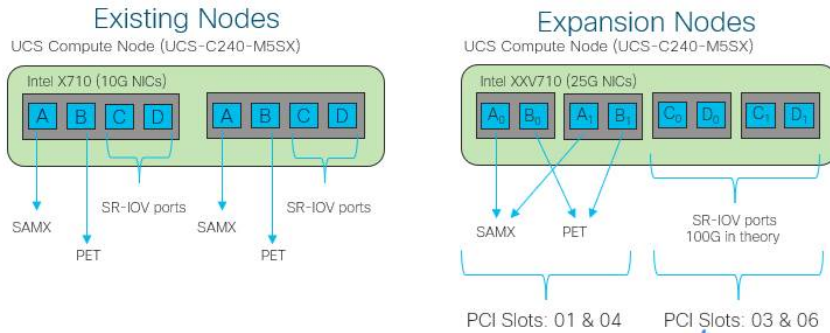 Existing Nodes
UCS Compute Node (UCS-C240-M5SX)
Intel X710 (10G NICs)
A B C D A B C D
SR-IOV ports SR-IOV ports
SAMX SAMX
PET PET
Expansion Nodes
UCS Compute Node (UCS-C240-M5SX)
Intel XXV710 (25G NICs)
A₀ B₀ A₁ B₁ C₀ D₀ C₁ D₁
SAMX PET
SR-IOV ports
100G in theory
PCI Slots: 01 & 04 PCI Slots: 03 & 06